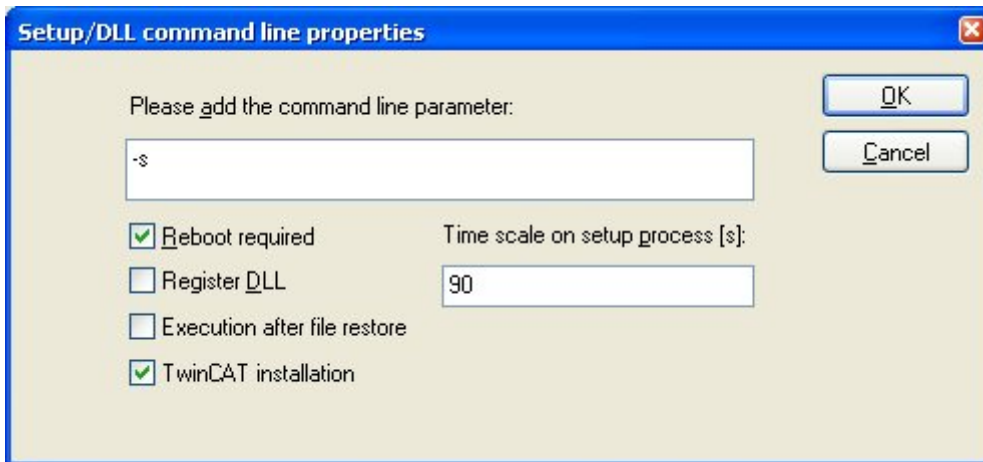 Setup/DLL command line properties
Please add the command line parameter:
OK
-s
Cancel
Reboot required
Time scale on setup process [s]:
Register DLL
90
Execution after file restore
TwinCAT installation